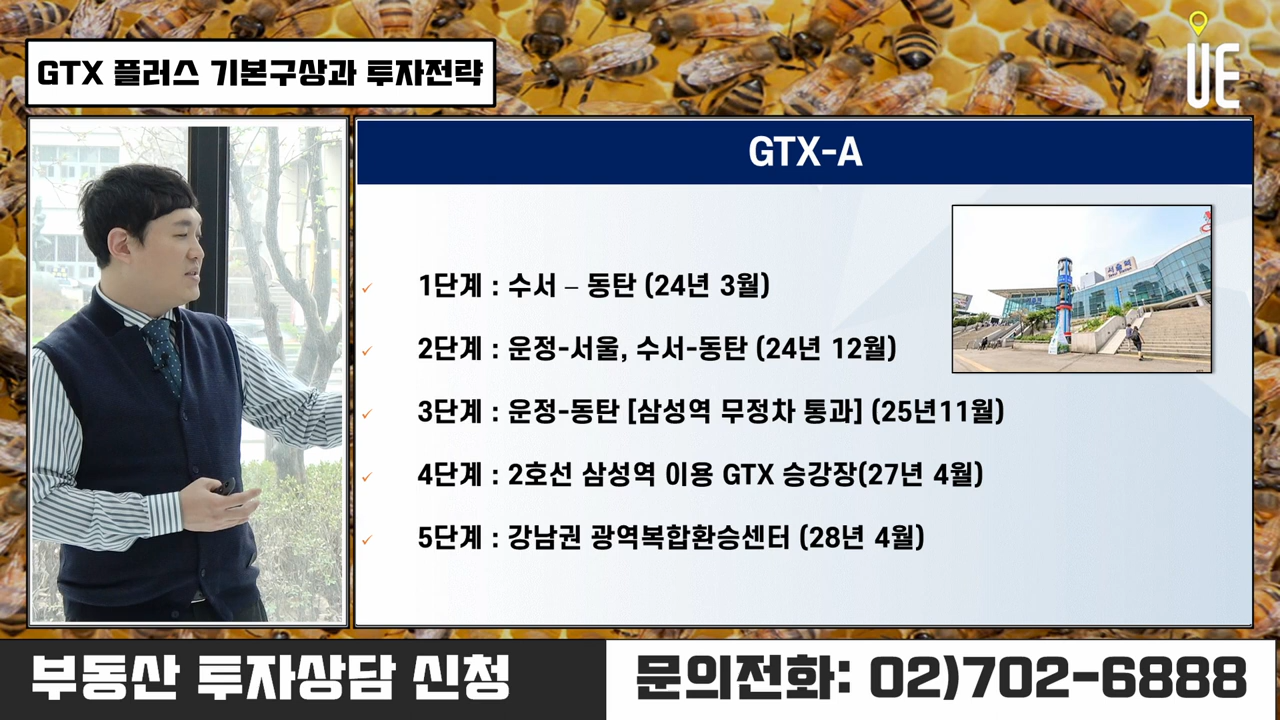 GTX 플러스 기본구상과 투자전략
UE
GTX-A
1단계 : 수서 – 동탄 (24년 3월)
2단계 : 운정-서울, 수서-동탄 (24년 12월)
3단계 : 운정-동탄 [삼성역 무정차 통과] (25년11월)
4단계 : 2호선 삼성역 이용 GTX 승강장(27년 4월)
5단계 : 강남권 광역복합환승센터 (28년 4월)
서울역
부동산 투자상담 신청
문의전화: 02)702-6888